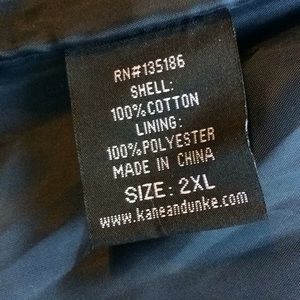 RN#135186
SHELL:
100%COTTON
LINING:
100%POLYESTER
MADE IN CHINA
SIZE: 2XL
www.kaneandunke.com